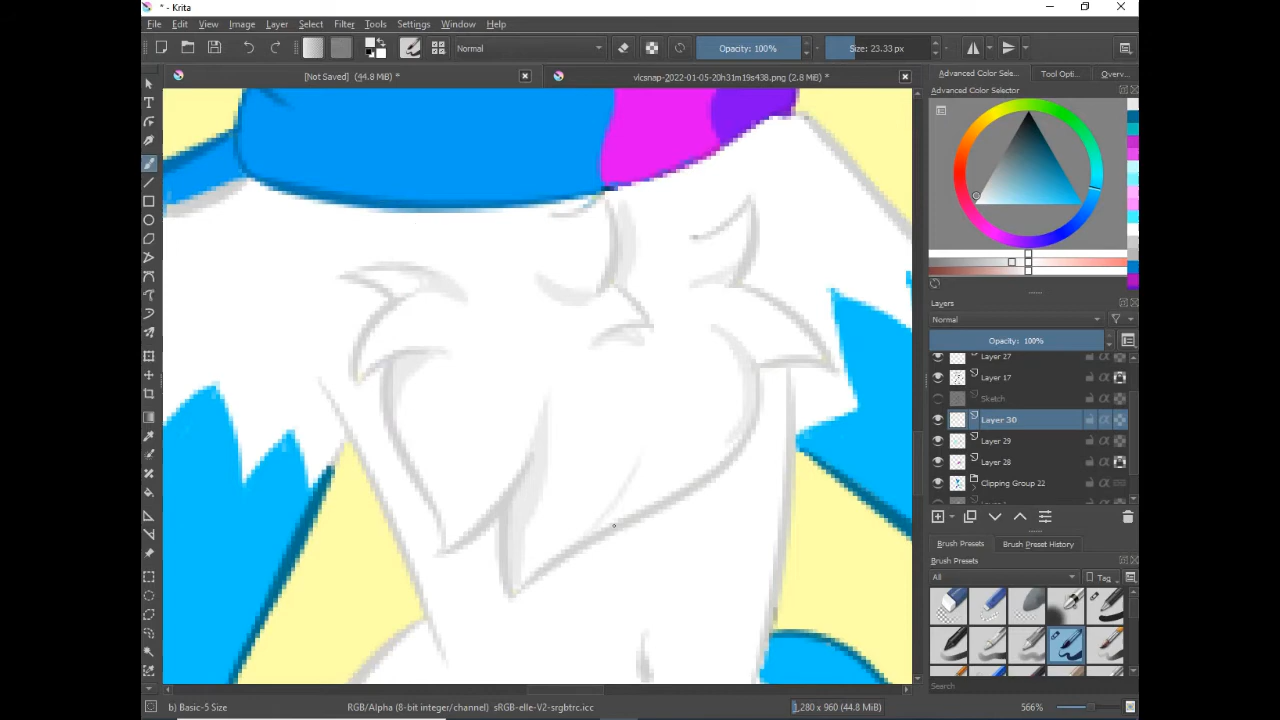 * - Krita
File Edit View Image Layer Select Filter Tools Settings Window Help
Normal Opacity: 100% Size: 23.33 px
[Not Saved] (44.8 MiB) * vlcsnap-2022-01-05-20h31m19s438.png (2.8 MiB) * Advanced Color Sele... Tool Opti... Overv...
Advanced Color Selector
Layers
Normal
Opacity: 100%
Layer 27
Layer 17
Sketch
Layer 30
Layer 29
Layer 28
Clipping Group 22
Brush Presets Brush Preset History
Brush Presets
All Tag
Search
b) Basic-5 Size RGB/Alpha (8-bit integer/channel) sRGB-elle-V2-srgbtrc.icc 1,280 x 960 (44.8 MiB) 566%